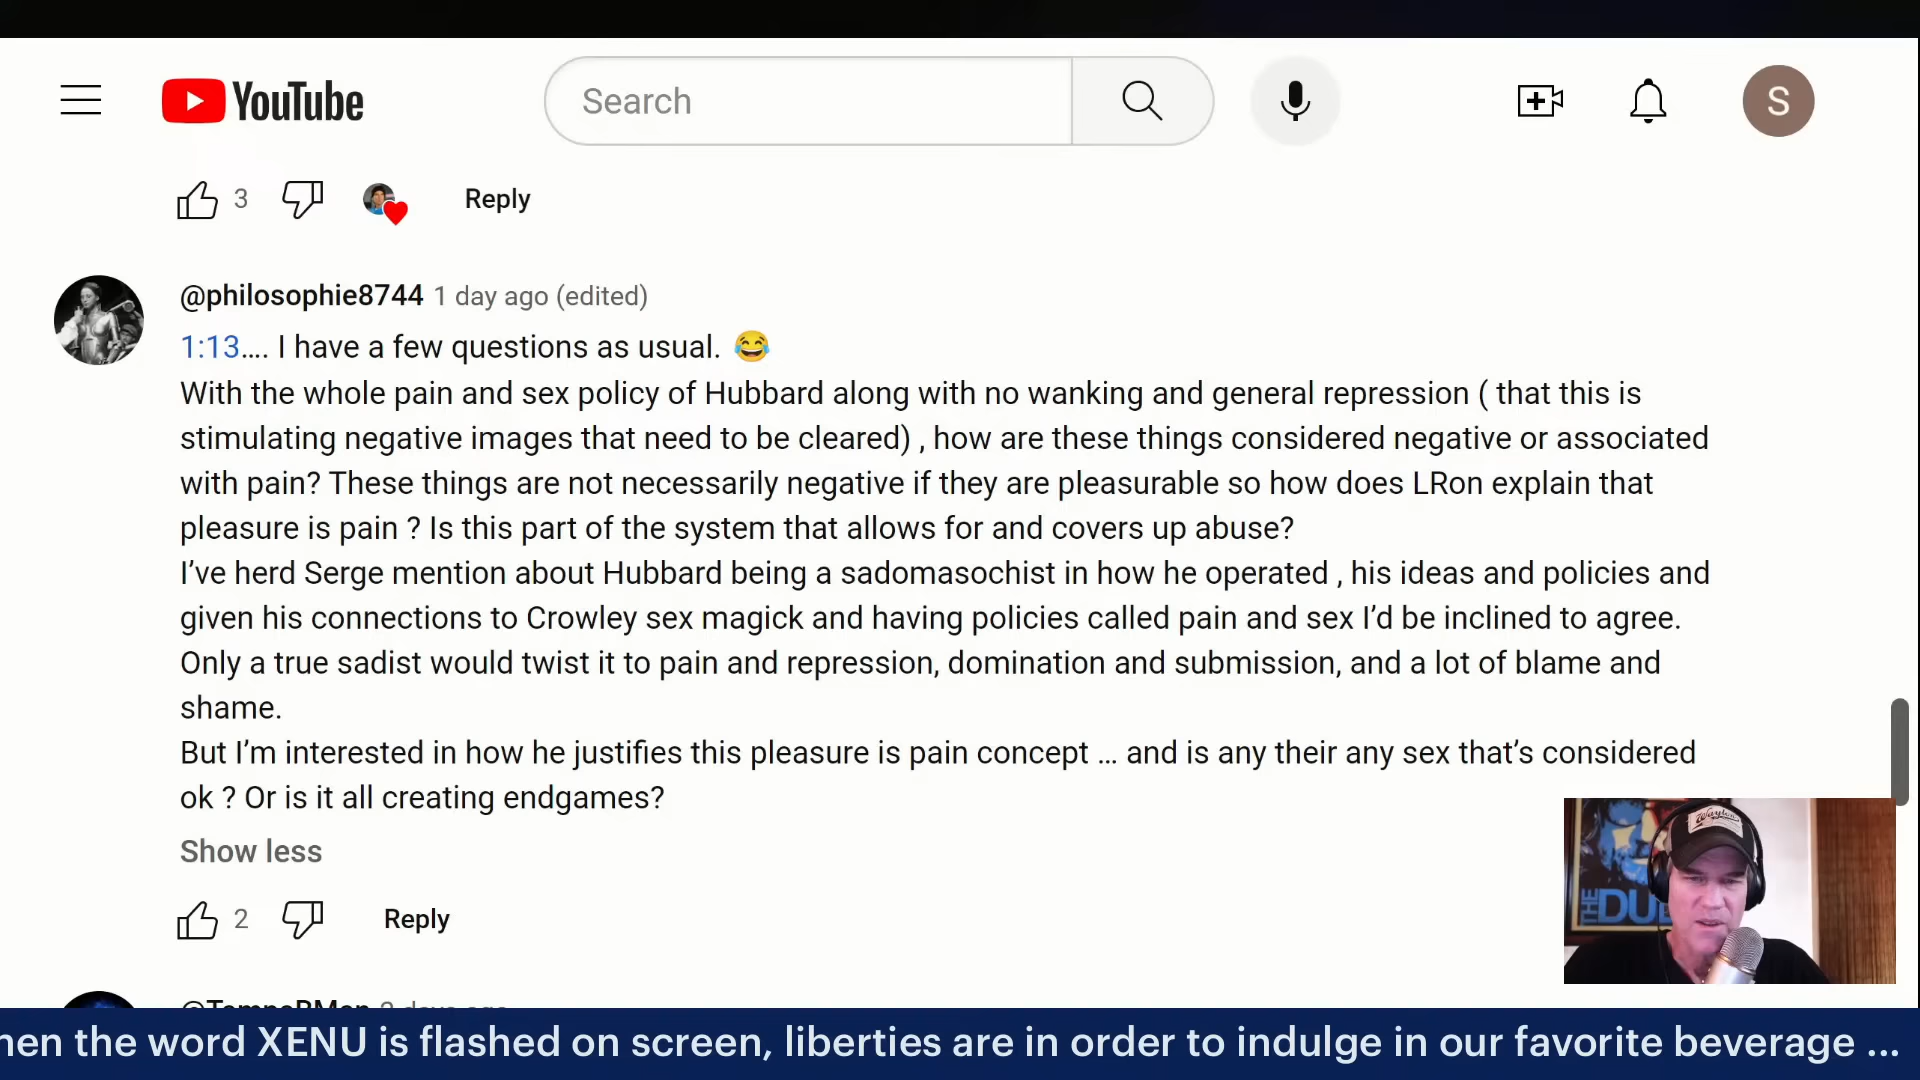 YouTube
Search
S
3
Reply
@philosophie8744 1 day ago (edited)
1:13.... I have a few questions as usual. 😂
With the whole pain and sex policy of Hubbard along with no wanking and general repression ( that this is
stimulating negative images that need to be cleared) , how are these things considered negative or associated
with pain? These things are not necessarily negative if they are pleasurable so how does LRon explain that
pleasure is pain ? Is this part of the system that allows for and covers up abuse?
I’ve herd Serge mention about Hubbard being a sadomasochist in how he operated , his ideas and policies and
given his connections to Crowley sex magick and having policies called pain and sex I’d be inclined to agree.
Only a true sadist would twist it to pain and repression, domination and submission, and a lot of blame and
shame.
But I’m interested in how he justifies this pleasure is pain concept … and is any their any sex that’s considered
ok ? Or is it all creating endgames?
Show less
2
Reply
THE
hen the word XENU is flashed on screen, liberties are in order to indulge in our favorite beverage ...